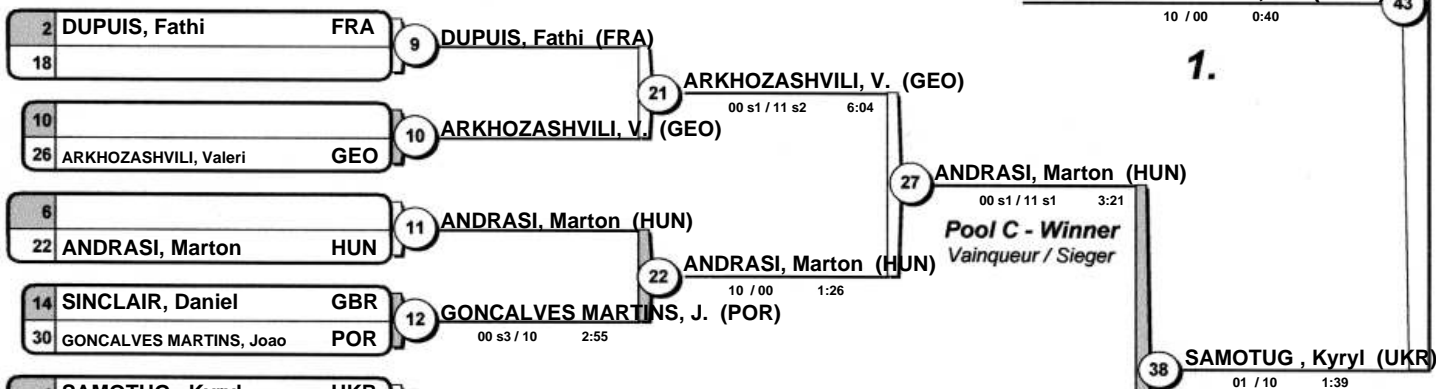 43
10 / 00 0:40
1.
2 DUPUIS, Fathi FRA
18
9 DUPUIS, Fathi (FRA)
21 ARKHOZASHVILI, V. (GEO)
00 s1 / 11 s2 6:04
10
26 ARKHOZASHVILI, Valeri GEO
10 ARKHOZASHVILI, V. (GEO)
27 ANDRASI, Marton (HUN)
00 s1 / 11 s1 3:21
Pool C - Winner
Vainqueur / Sieger
6
22 ANDRASI, Marton HUN
11 ANDRASI, Marton (HUN)
22 ANDRASI, Marton (HUN)
10 / 00 1:26
14 SINCLAIR, Daniel GBR
30 GONCALVES MARTINS, Joao POR
12 GONCALVES MARTINS, J. (POR)
00 s3 / 10 2:55
38 SAMOTUG , Kyryl (UKR)
01 / 10 1:39
SAMOTUG , Kyryl UKR